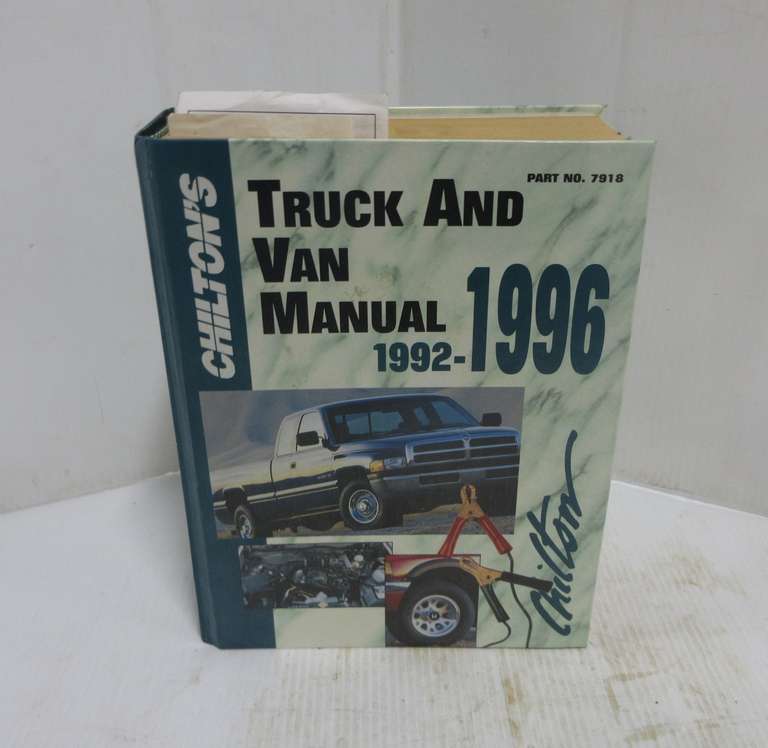 CHILTON'S
PART NO. 7918
TRUCK AND
VAN
MANUAL
1992-1996
Chilton